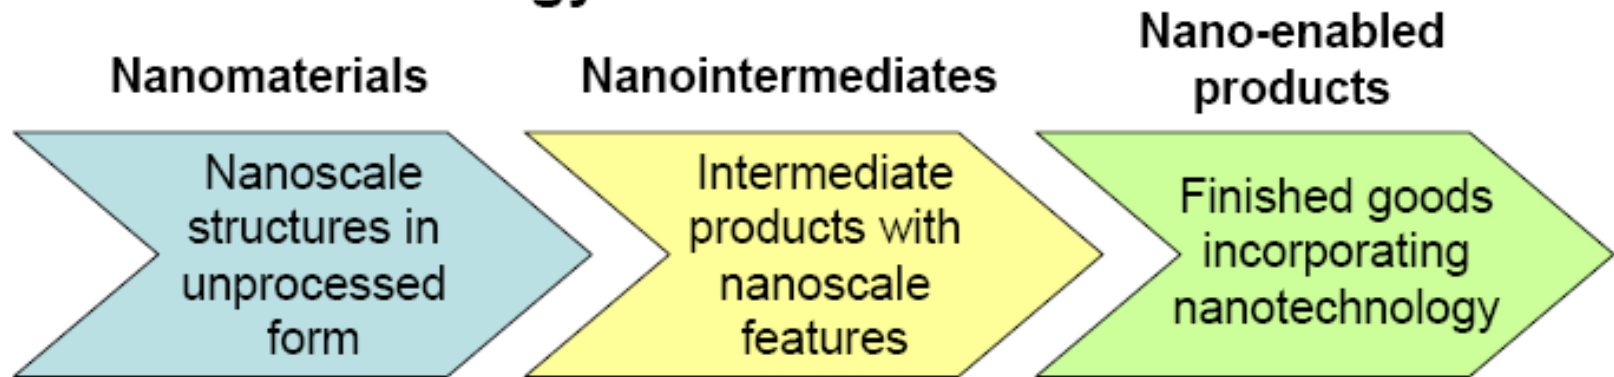 Nanomaterials
Nanoscale
structures in
unprocessed
form
Nanointermediates
Intermediate
products with
nanoscale
features
Nano-enabled
products
Finished goods
incorporating
nanotechnology